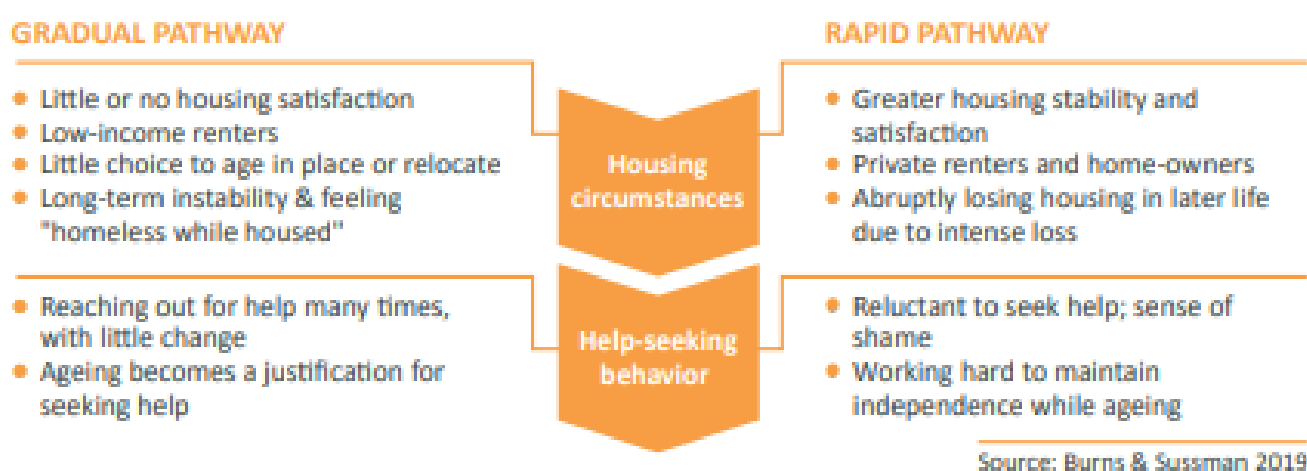 GRADUAL PATHWAY
Little or no housing satisfaction
Low-income renters
Little choice to age in place or relocate
Long-term instability & feeling
"homeless while housed"
Reaching out for help many times,
with little change
Ageing becomes a justification for
seeking help
Housing
circumstances
Help-seeking
behavior
RAPID PATHWAY
Greater housing stability and
satisfaction
Private renters and home-owners
Abruptly losing housing in later life
due to intense loss
Reluctant to seek help; sense of
shame
Working hard to maintain
independence while ageing
Source: Burns & Sussman 2019